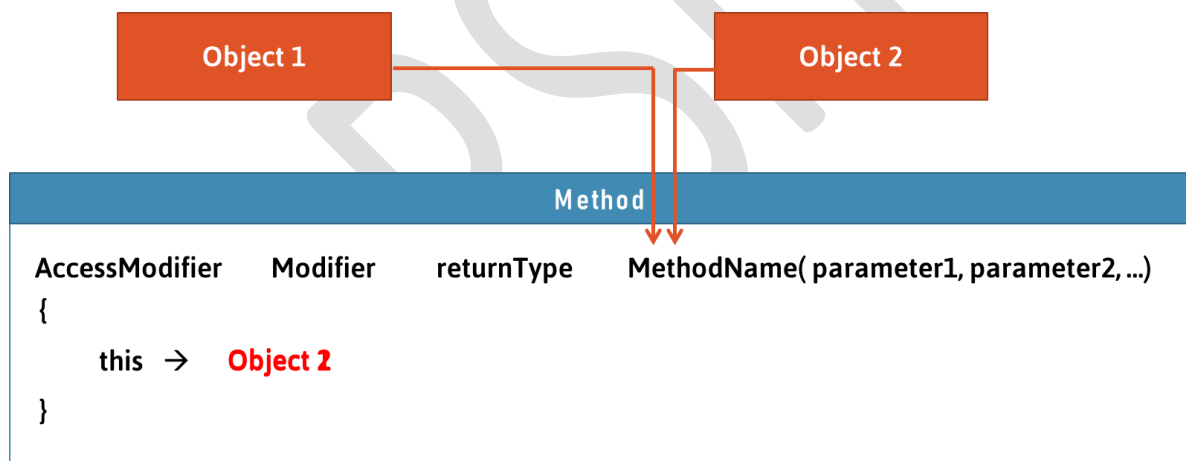 Object 1
Object 2
Method
AccessModifier Modifier returnType MethodName( parameter1, parameter2, ...)
{
this → Object
}